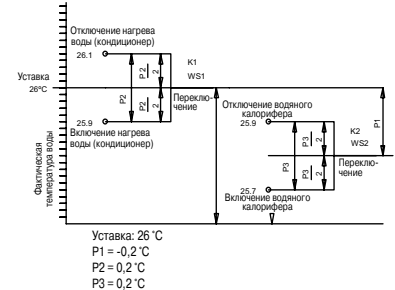 Отключение нагрева
воды (кондиционер)
26.1
P2
P2
2
P2
2
K1
WS1
Переклю-
чение
Уставка
26°C
25.9
Включение нагрева
воды (кондиционер)
Фактическая
температура воды
Отключение водяного
калорифера
25.9
P3
P3
2
P3
2
K2
WS2
Переклю-
чение
P1
25.7
Включение водяного
калорифера
Уставка: 26 °C
P1 = -0,2 °C
P2 = 0,2 °C
P3 = 0,2 °C